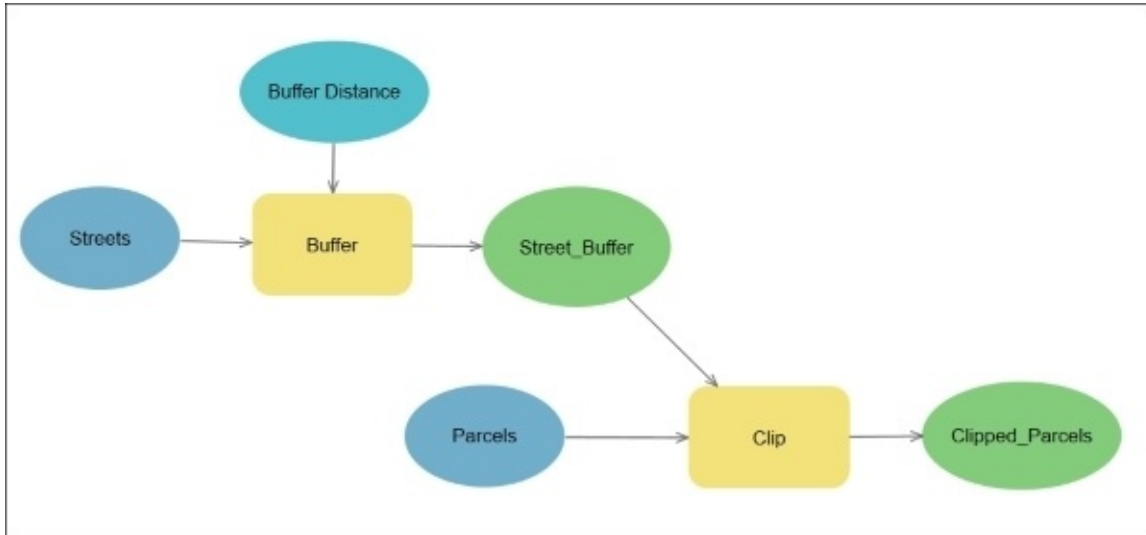 Buffer Distance
Streets
Buffer
Street_Buffer
Parcels
Clip
Clipped_Parcels